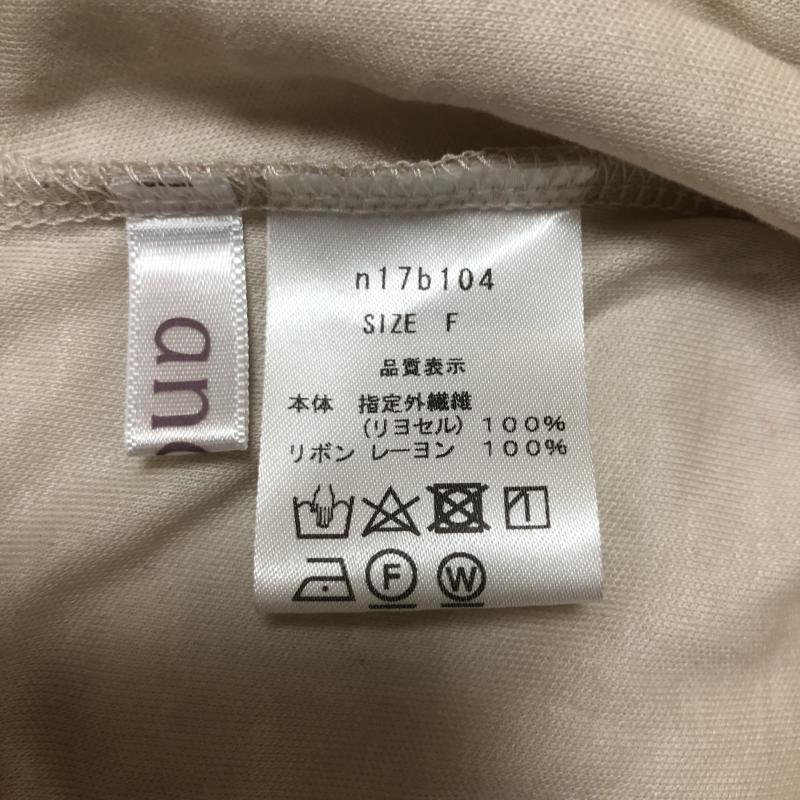 an
n17b104
SIZE F
品質表示
本体 指定外繊維
(リヨセル) 100%
リボン レーヨン 100%
F W